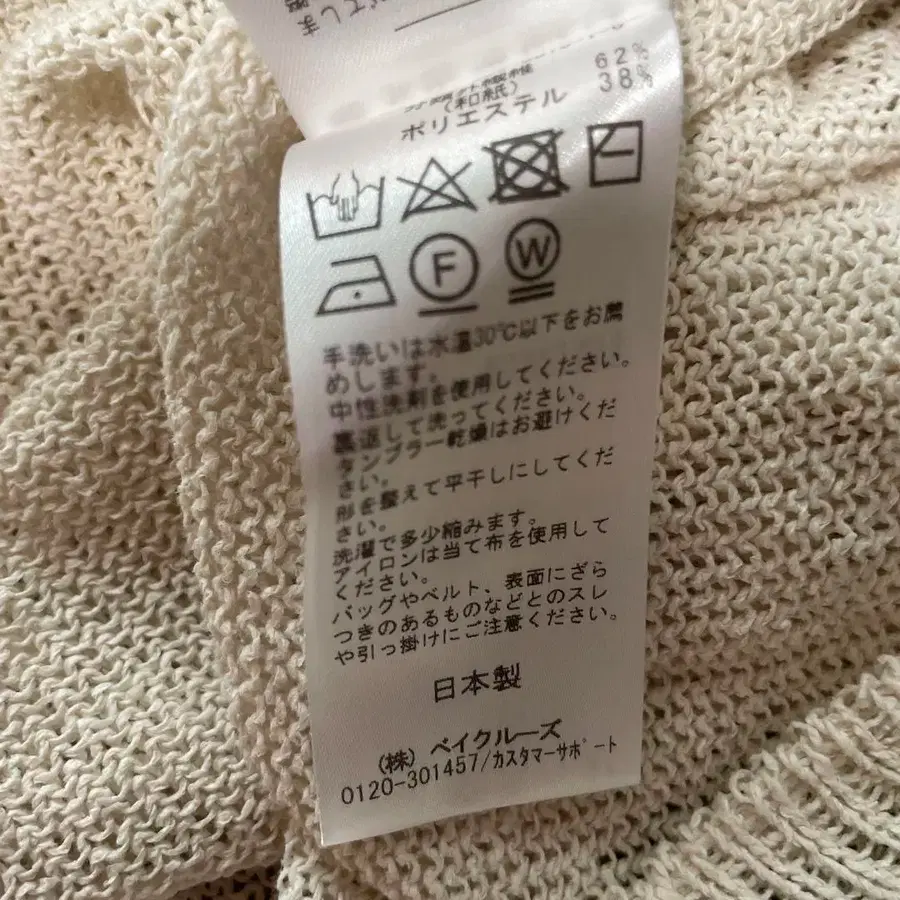 62%
(和紙)
ポリエステル 38%
F
W
手洗いは水温30℃以下をお薦
めします。
中性洗剤を使用してください。
裏返して洗ってください。
タンブラー乾燥はお避けくだ
さい。
形を整えて平干しにしてくだ
さい。
洗濯で多少縮みます。
アイロンは当て布を使用して
ください。
バッグやベルト、表面にざら
つきのあるものなどとのスレ
や引っ掛けにご注意ください。
日本製
(株) ベイクルーズ
0120-301457/カスタマーサポート